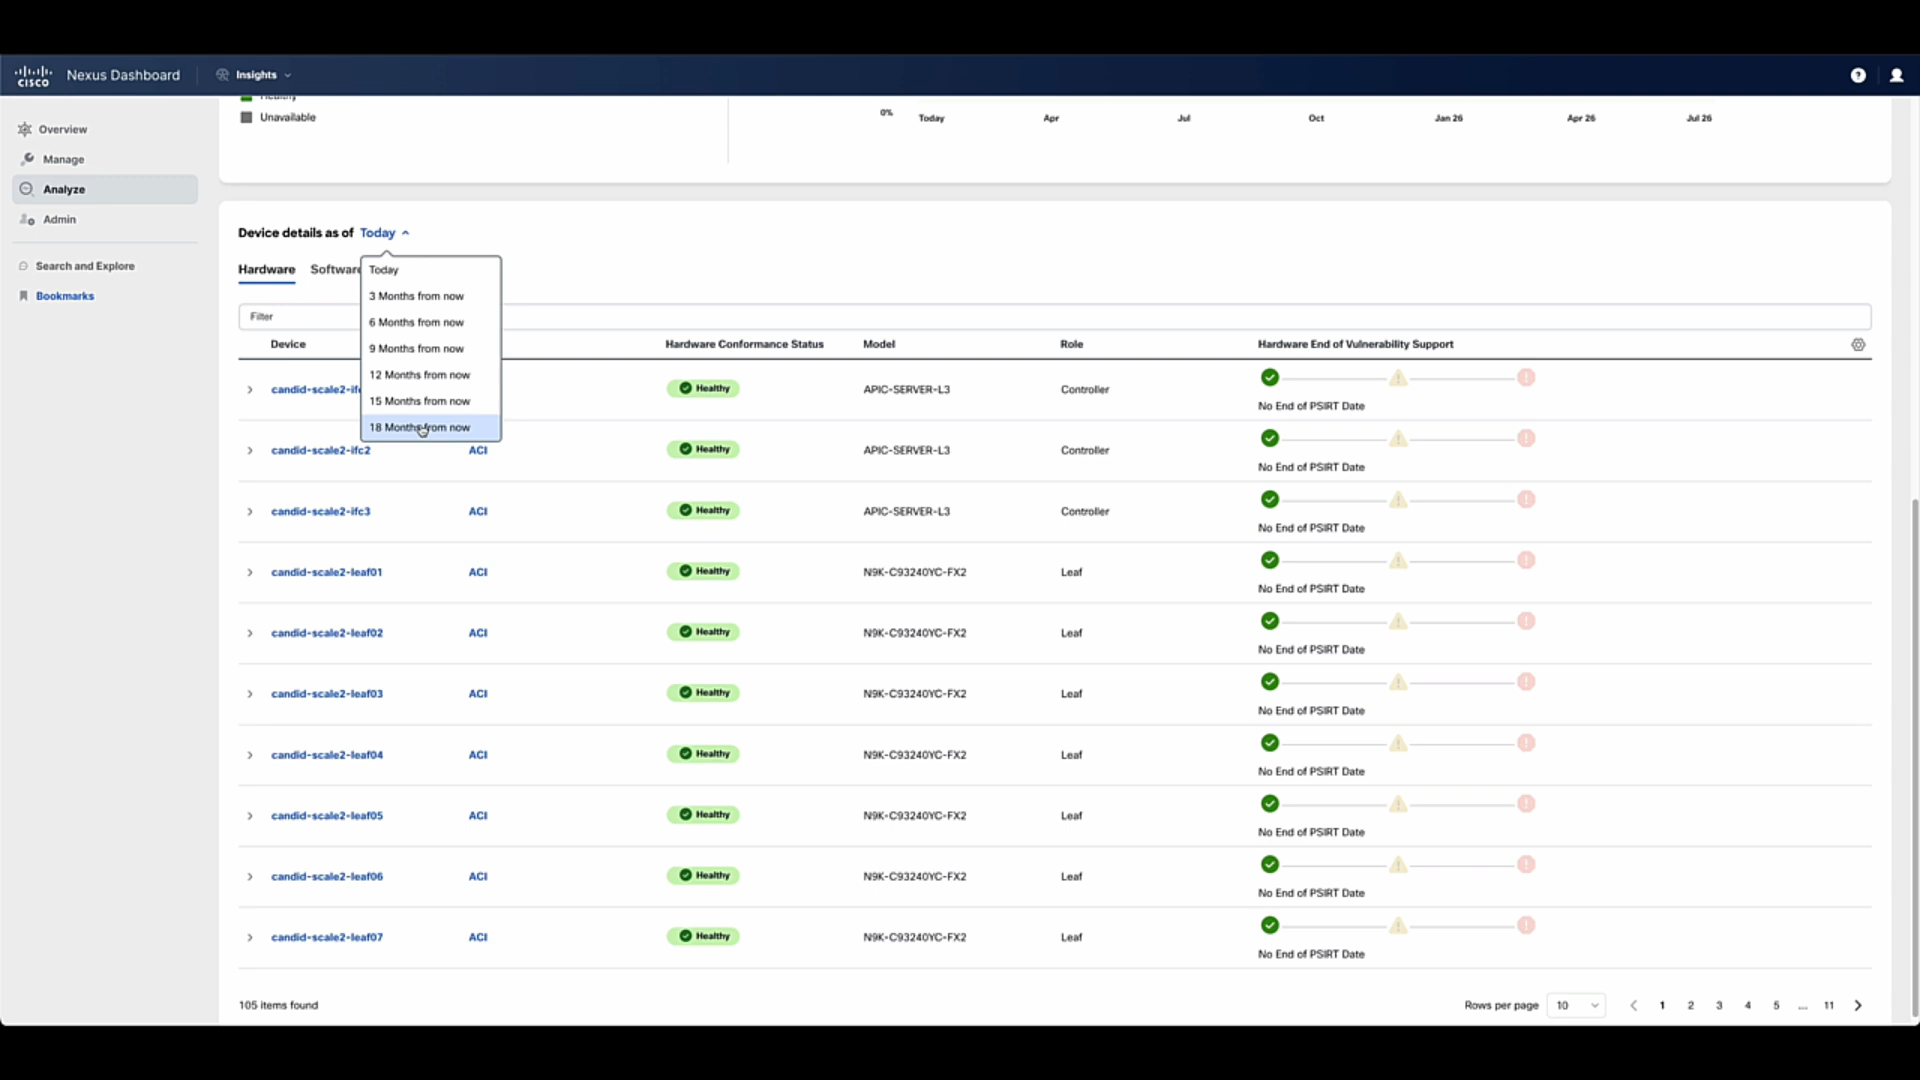 CISCO Nexus Dashboard Insights
Overview
Manage
Analyze
Admin
Search and Explore
Bookmarks
Healthy
Unavailable
0%
Today Apr Jul Oct Jan 26 Apr 26 Jul 26
Device details as of Today
Hardware Software
Today
3 Months from now
6 Months from now
9 Months from now
12 Months from now
15 Months from now
18 Months from now
Filter
Device Hardware Conformance Status Model Role Hardware End of Vulnerability Support
Healthy APIC-SERVER-L3 Controller
No End of PSIRT Date
candid-scale2-ifc2 ACI Healthy APIC-SERVER-L3 Controller
No End of PSIRT Date
candid-scale2-ifc3 ACI Healthy APIC-SERVER-L3 Controller
No End of PSIRT Date
candid-scale2-leaf01 ACI Healthy N9K-C93240YC-FX2 Leaf
No End of PSIRT Date
candid-scale2-leaf02 ACI Healthy N9K-C93240YC-FX2 Leaf
No End of PSIRT Date
candid-scale2-leaf03 ACI Healthy N9K-C93240YC-FX2 Leaf
No End of PSIRT Date
candid-scale2-leaf04 ACI Healthy N9K-C93240YC-FX2 Leaf
No End of PSIRT Date
candid-scale2-leaf05 ACI Healthy N9K-C93240YC-FX2 Leaf
No End of PSIRT Date
candid-scale2-leaf06 ACI Healthy N9K-C93240YC-FX2 Leaf
No End of PSIRT Date
candid-scale2-leaf07 ACI Healthy N9K-C93240YC-FX2 Leaf
No End of PSIRT Date
105 items found Rows per page 10 1 2 3 4 5 ... 11